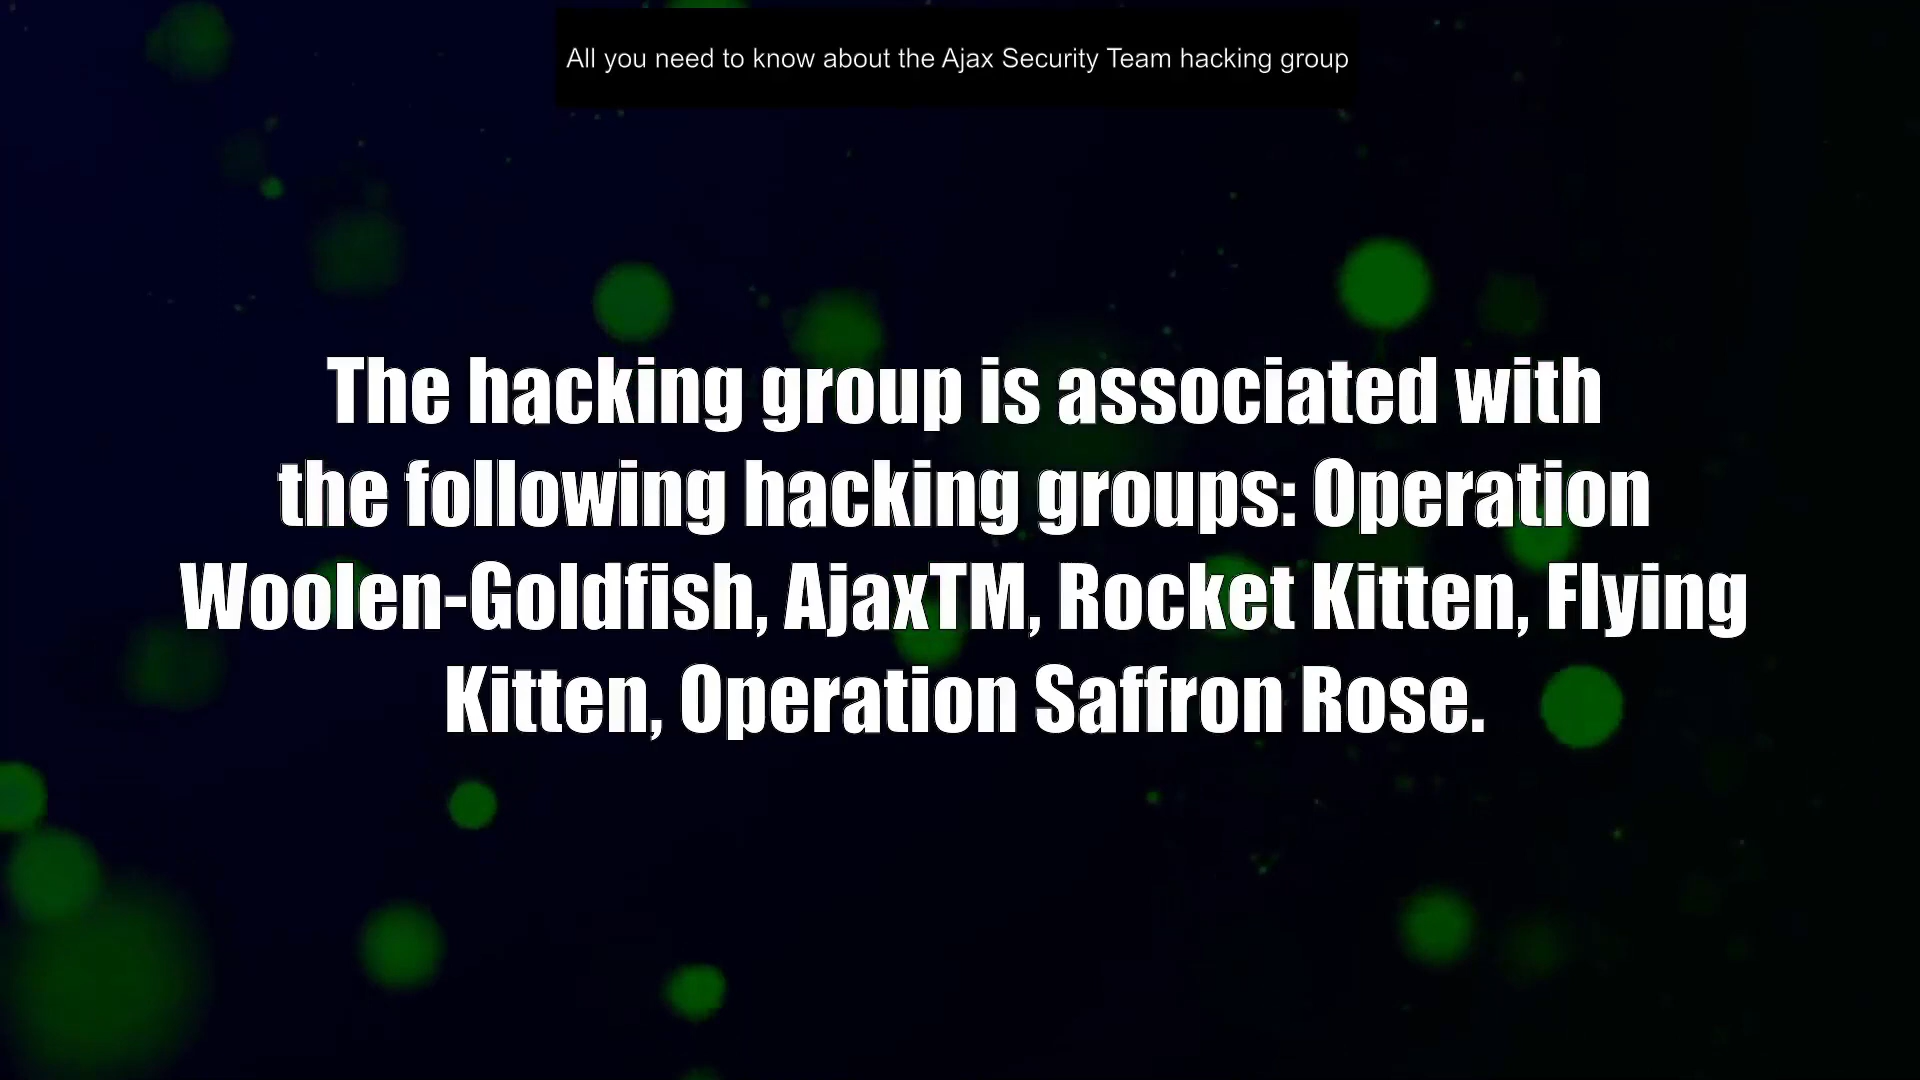 All you need to know about the Ajax Security Team hacking group
The hacking group is associated with
the following hacking groups: Operation
Woolen-Goldfish, AjaxTM, Rocket Kitten, Flying
Kitten, Operation Saffron Rose.